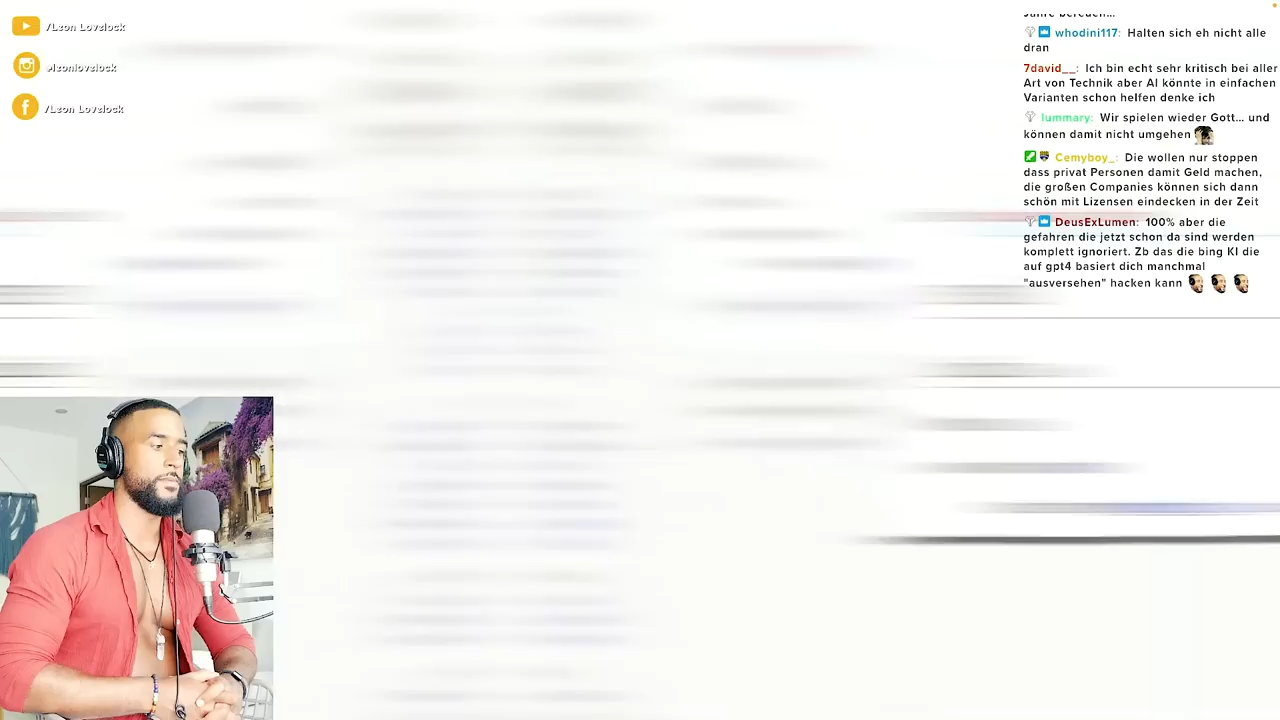 /Leon Lovelock
#leonlovelock
/Leon Lovelock
whodini117: Halten sich eh nicht alle
dran
7david__: Ich bin echt sehr kritisch bei aller
Art von Technik aber AI könnte in einfachen
Varianten schon helfen denke ich
lummary: Wir spielen wieder Gott... und
können damit nicht umgehen
Cemyboy_: Die wollen nur stoppen
dass privat Personen damit Geld machen,
die großen Companies können sich dann
schön mit Lizensen eindecken in der Zeit
DeusExLumen: 100% aber die
gefahren die jetzt schon da sind werden
komplett ignoriert. Zb das die bing KI die
auf gpt4 basiert dich manchmal
"ausversehen" hacken kann